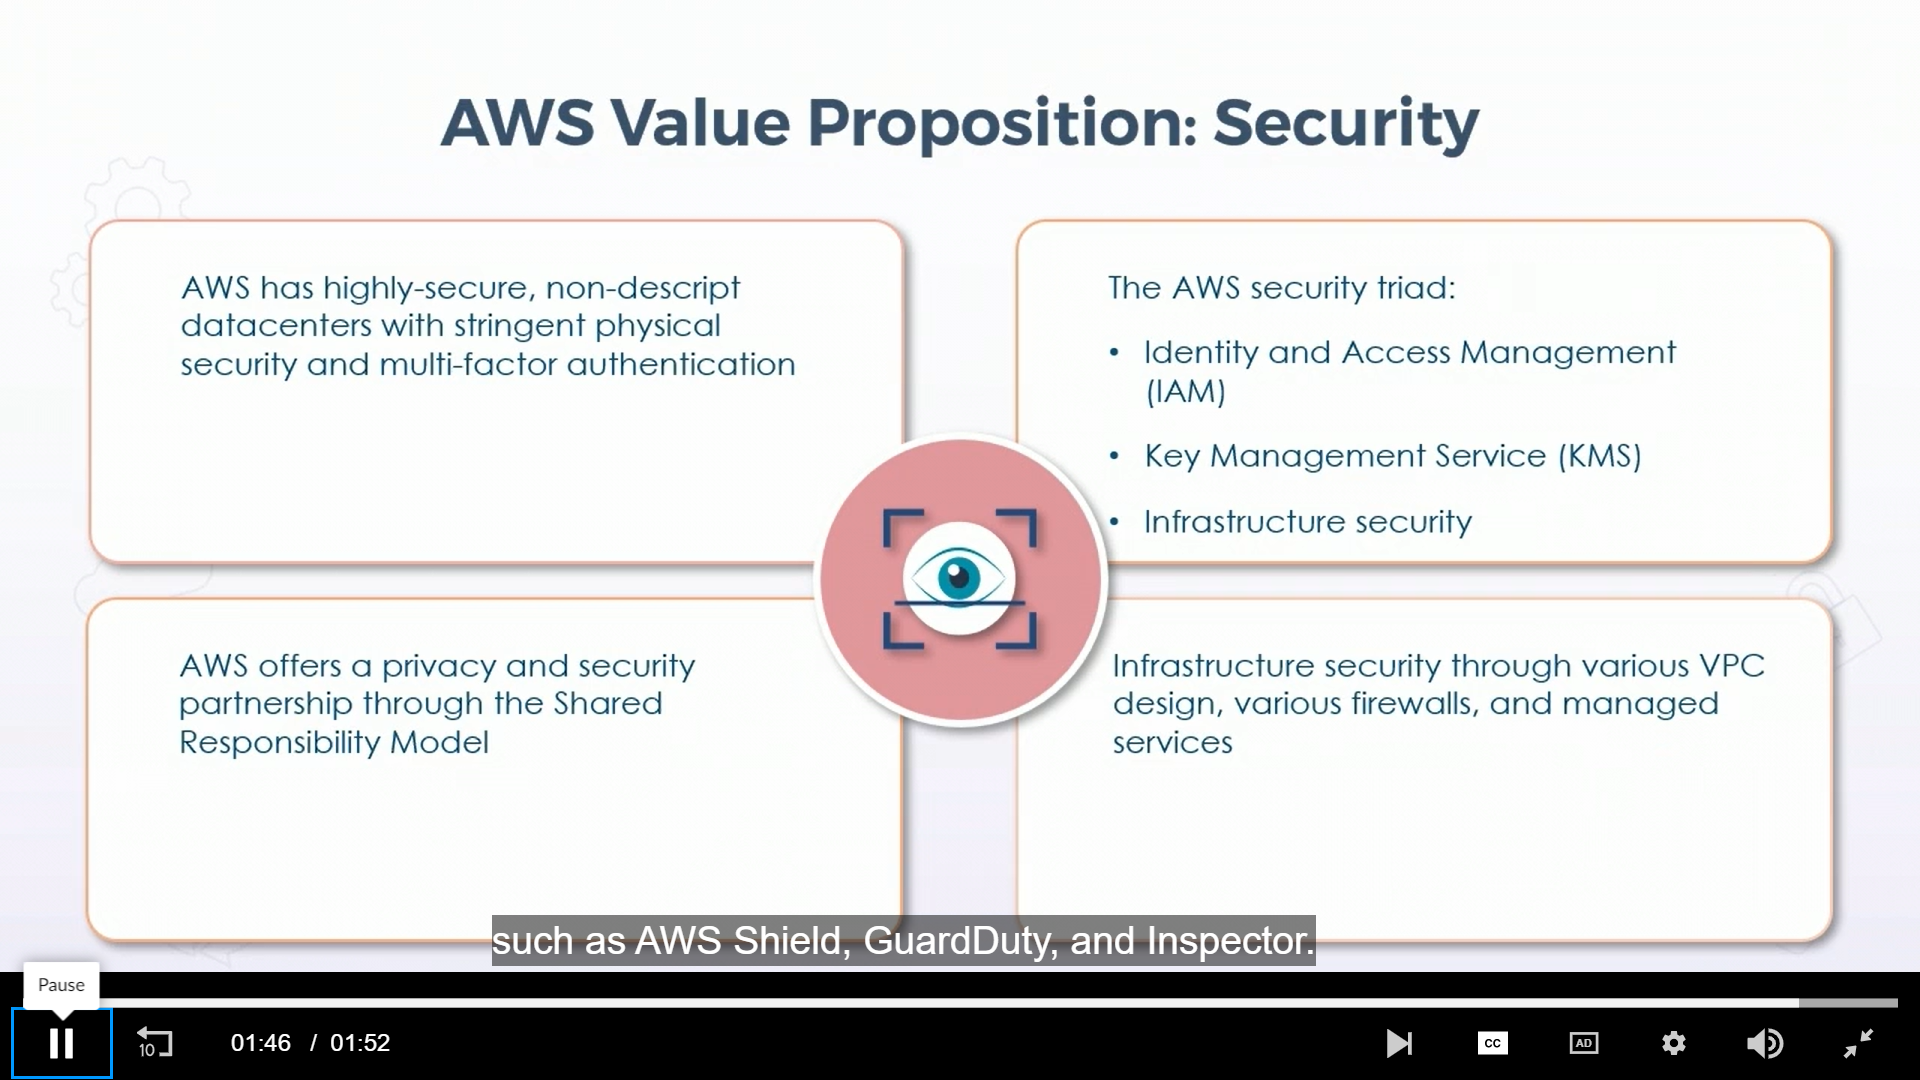 AWS Value Proposition: Security
AWS has highly-secure, non-descript
datacenters with stringent physical
security and multi-factor authentication
The AWS security triad:
• Identity and Access Management
(IAM)
• Key Management Service (KMS)
• Infrastructure security
AWS offers a privacy and security
partnership through the Shared
Responsibility Model
Infrastructure security through various VPC
design, various firewalls, and managed
services
such as AWS Shield, GuardDuty, and Inspector.
Pause
10
01:46 / 01:52
CC
AD